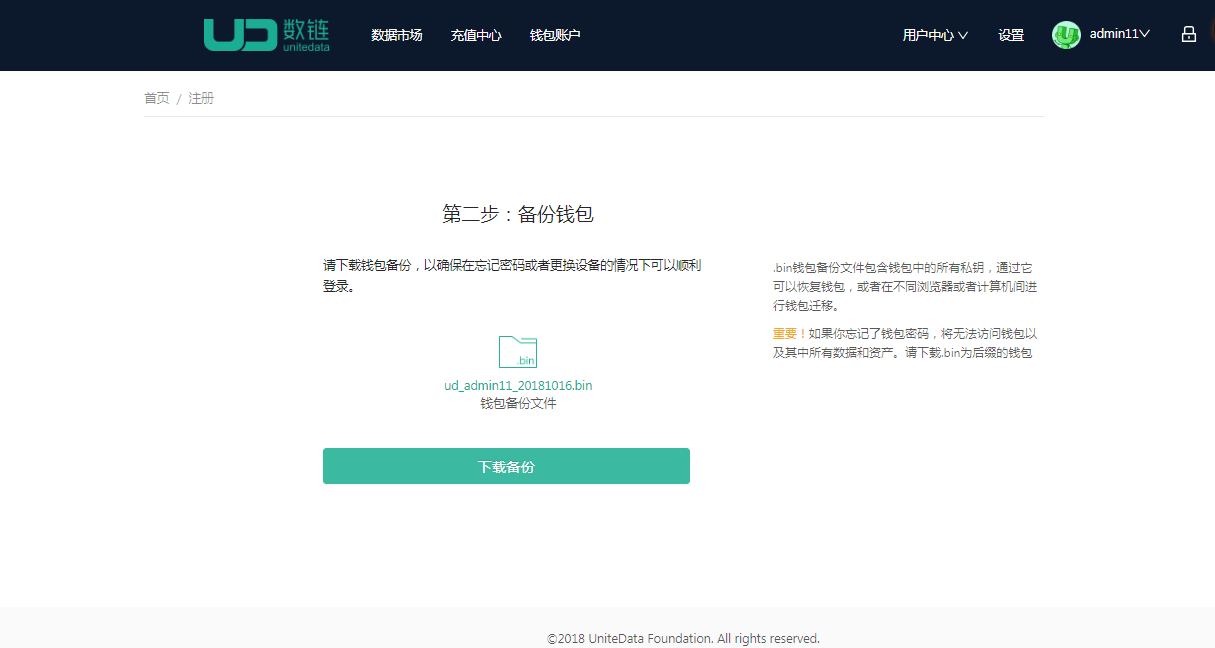 数链
unitedata
数据市场 充值中心 钱包账户 用户中心 设置 admin11
首页 / 注册
第二步：备份钱包
请下载钱包备份，以确保在忘记密码或者更换设备的情况下可以顺利
登录。
.bin
ud_admin11_20181016.bin
钱包备份文件
下载备份
.bin钱包备份文件包含钱包中的所有私钥，通过它
可以恢复钱包，或者在不同浏览器或者计算机间进
行钱包迁移。
重要！如果你忘记了钱包密码，将无法访问钱包以
及其中所有数据和资产。请下载.bin为后缀的钱包
©2018 UniteData Foundation. All rights reserved.